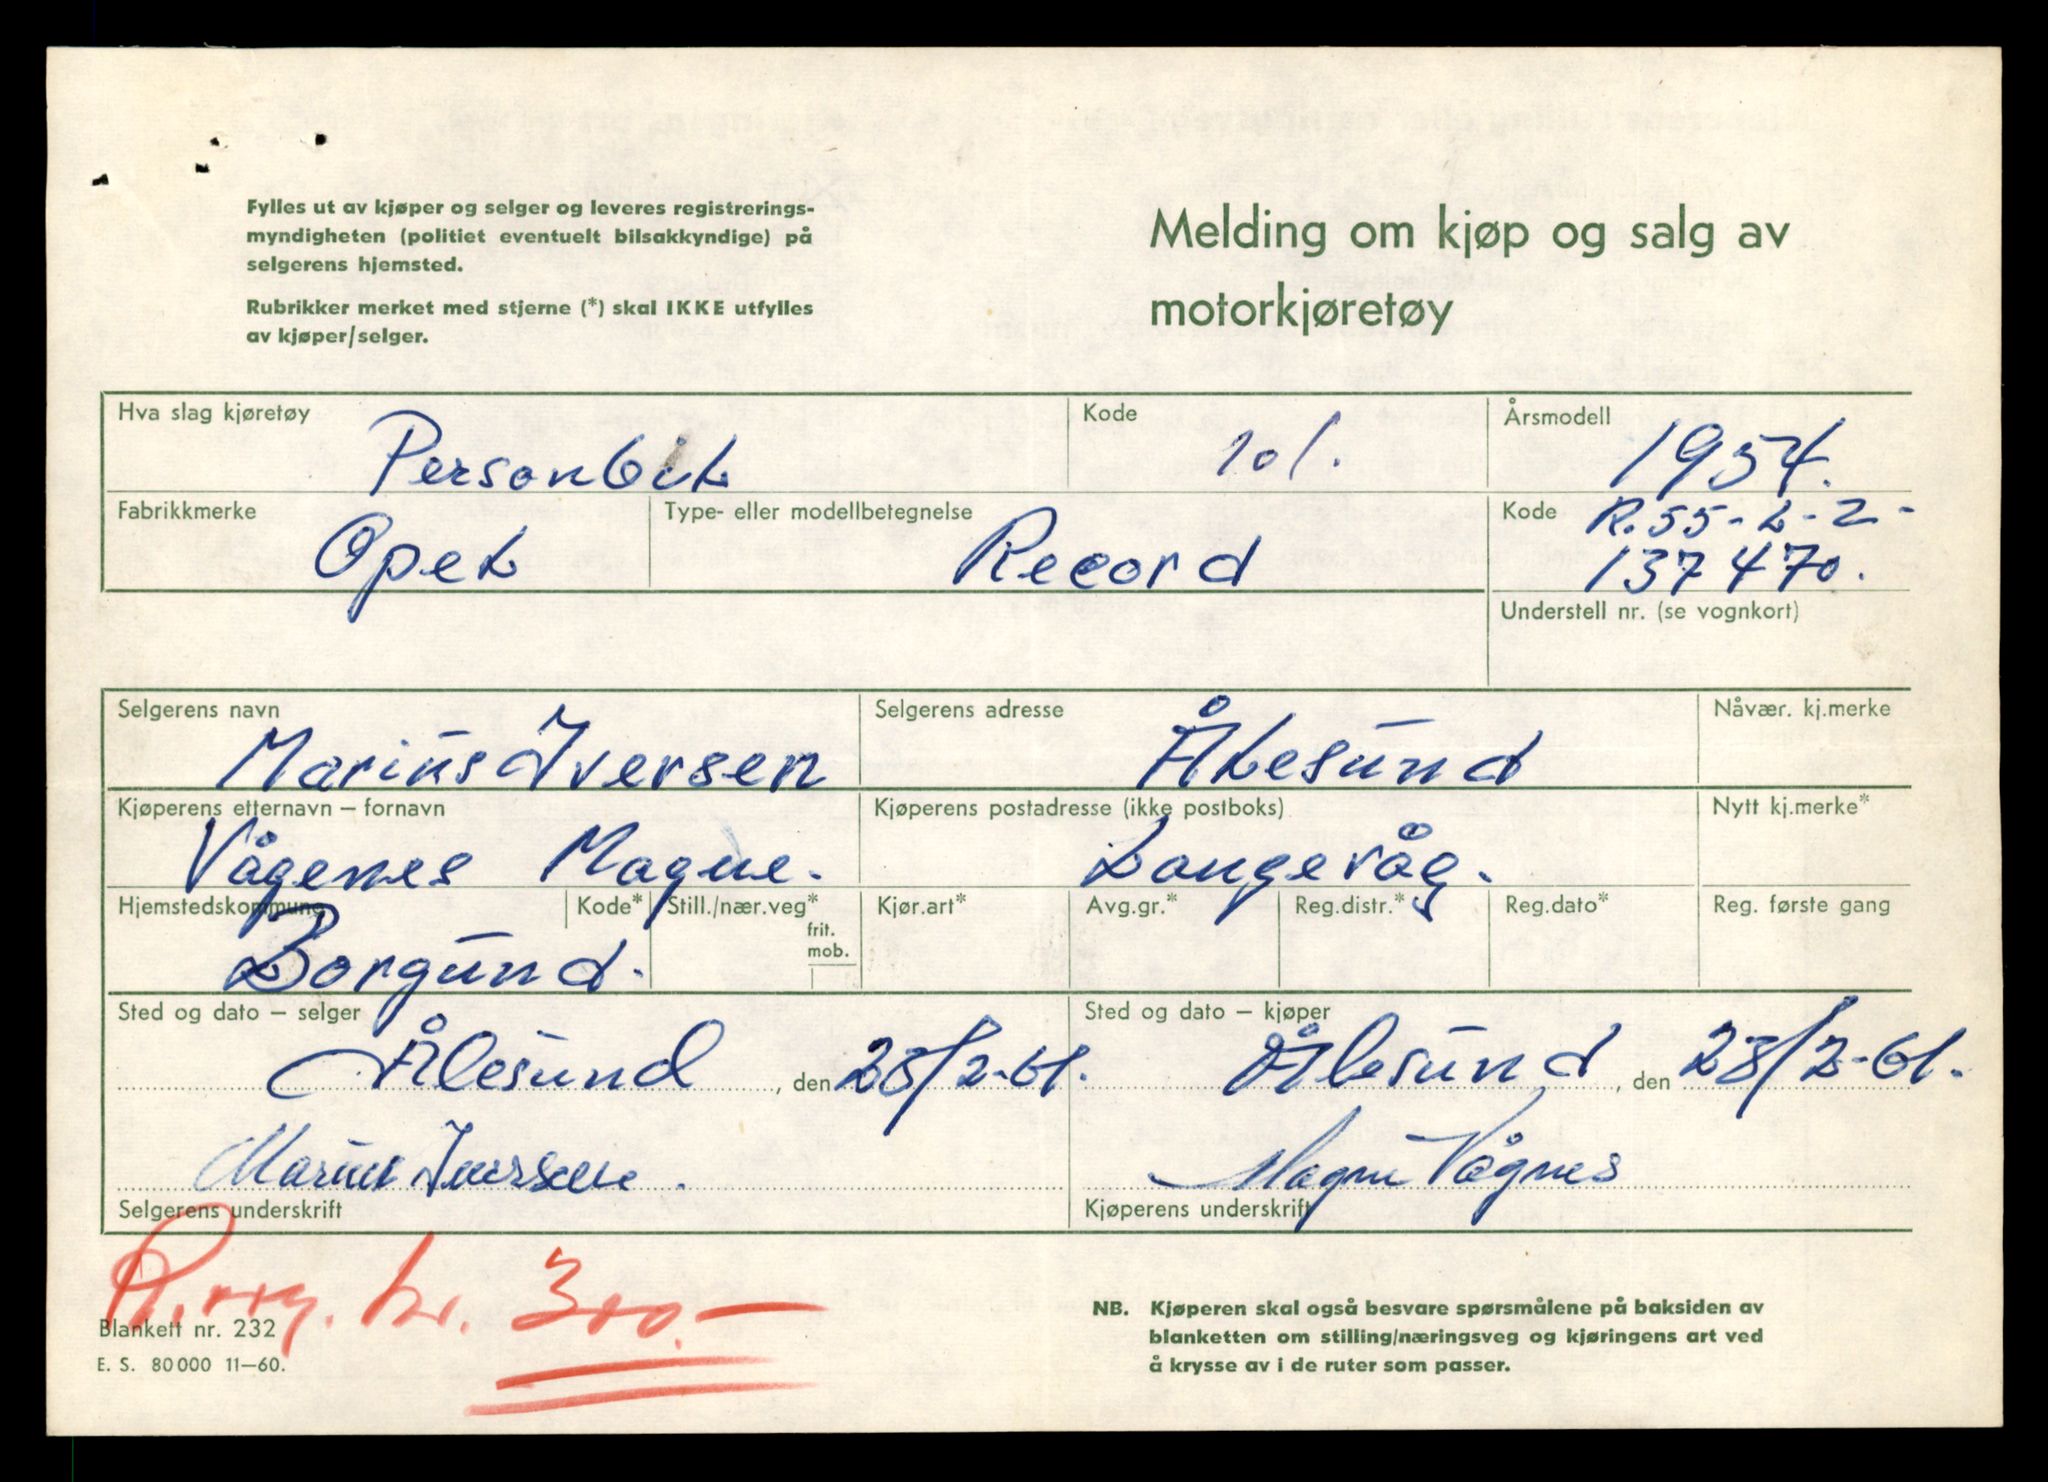 Fylles ut av kjøper og selger og leveres registrerings-
myndigheten (politiet eventuelt bilsakkyndige) på
selgerens hjemsted.
Rubrikker merket med stjerne (*) skal IKKE utfylles
av kjøper/selger.
Melding om kjøp og salg av
motorkjøretøy
Hva slag kjøretøy
Personbil
Kode
101.
Årsmodell
1954.
Fabrikkmerke
Opel
Type- eller modellbetegnelse
Record
Kode
R.55-L-2-
137470.
Understell nr. (se vognkort)
Selgerens navn
Marius Iversen
Selgerens adresse
Ålesund
Nåvær. kj.merke
Kjøperens etternavn – fornavn
Vågenes Magne.
Kjøperens postadresse (ikke postboks)
Langevåg.
Nytt kj.merke*
Hjemstedskommune
Borgund.
Kode*
Still./nær.veg*
frit.
mob.
Kjør.art*
Avg.gr.*
Reg.distr.*
Reg.dato*
Reg. første gang
Sted og dato – selger
Ålesund, den 28/2-61.
Sted og dato – kjøper
Ålesund, den 28/2-61.
Marius Iversen.
Selgerens underskrift
Magne Vågnes
Kjøperens underskrift
kr. 300.-
Blankett nr. 232
E. S. 80000 11–60.
NB. Kjøperen skal også besvare spørsmålene på baksiden av
blanketten om stilling/næringsveg og kjøringens art ved
å krysse av i de ruter som passer.